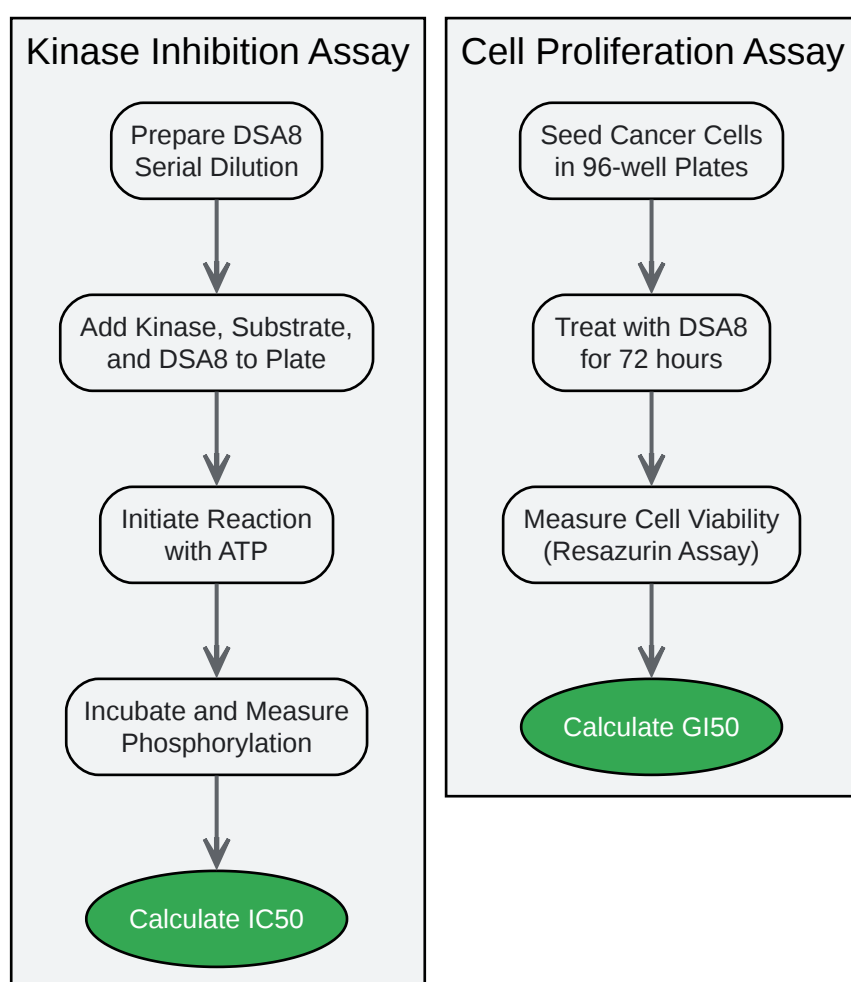 Kinase Inhibition Assay
Prepare DSA8
Serial Dilution
Add Kinase, Substrate,
and DSA8 to Plate
Initiate Reaction
with ATP
Incubate and Measure
Phosphorylation
Calculate IC50
Cell Proliferation Assay
Seed Cancer Cells
in 96-well Plates
Treat with DSA8
for 72 hours
Measure Cell Viability
(Resazurin Assay)
Calculate GI50